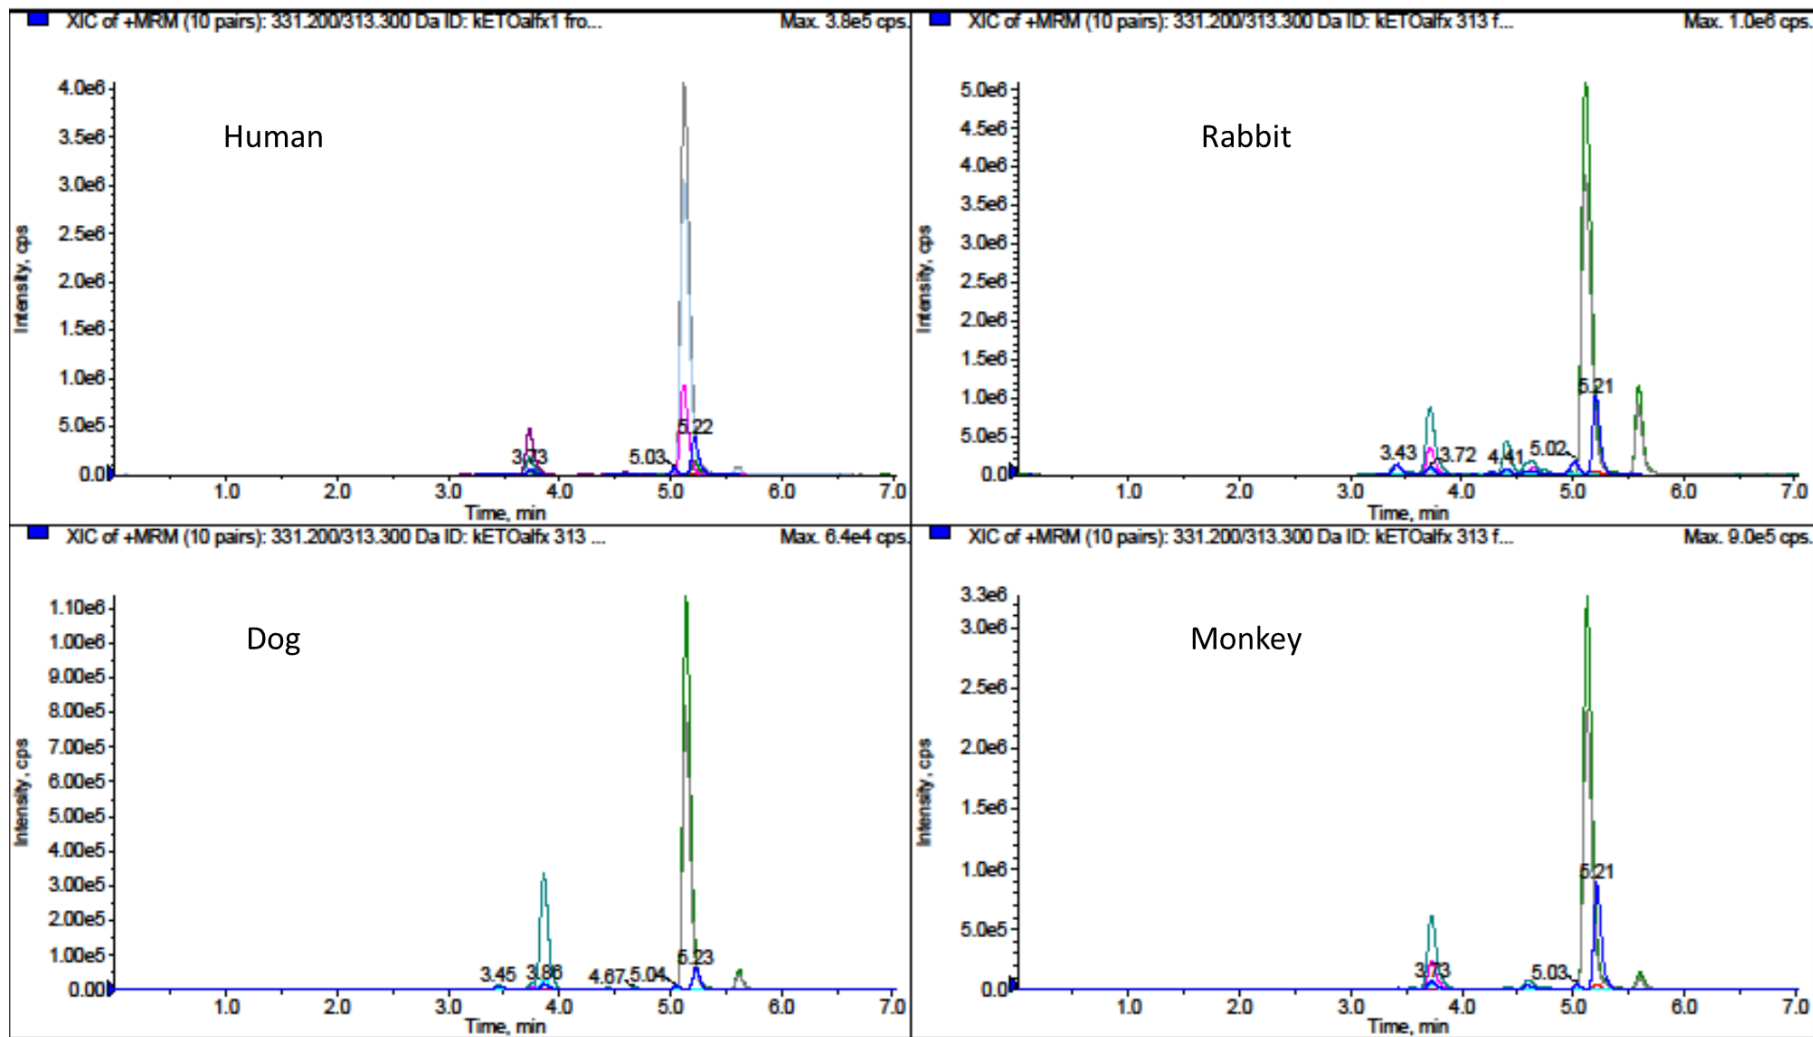 XIC of +MRM (10 pairs): 331.200/313.300 Da ID: kETOalfx1 fro... Max. 3.8e5 cps.
Human
Intensity, cps
4.0e6
3.5e6
3.0e6
2.5e6
2.0e6
1.5e6
1.0e6
5.0e5
0.0
3.73
5.03
5.22
1.0 2.0 3.0 4.0 5.0 6.0 7.0
Time, min
XIC of +MRM (10 pairs): 331.200/313.300 Da ID: kETOalfx 313 f... Max. 1.0e6 cps.
Rabbit
Intensity, cps
5.0e6
4.5e6
4.0e6
3.5e6
3.0e6
2.5e6
2.0e6
1.5e6
1.0e6
5.0e5
0.0
3.43
3.72
4.41
5.02
5.21
1.0 2.0 3.0 4.0 5.0 6.0 7.0
Time, min
XIC of +MRM (10 pairs): 331.200/313.300 Da ID: kETOalfx 313 ... Max. 6.4e4 cps.
Dog
Intensity, cps
1.10e6
1.00e6
9.00e5
8.00e5
7.00e5
6.00e5
5.00e5
4.00e5
3.00e5
2.00e5
1.00e5
0.00
3.45
3.86
4.67
5.04
5.23
1.0 2.0 3.0 4.0 5.0 6.0 7.0
Time, min
XIC of +MRM (10 pairs): 331.200/313.300 Da ID: kETOalfx 313 f... Max. 9.0e5 cps.
Monkey
Intensity, cps
3.3e6
3.0e6
2.5e6
2.0e6
1.5e6
1.0e6
5.0e5
0.0
3.73
5.03
5.21
1.0 2.0 3.0 4.0 5.0 6.0 7.0
Time, min